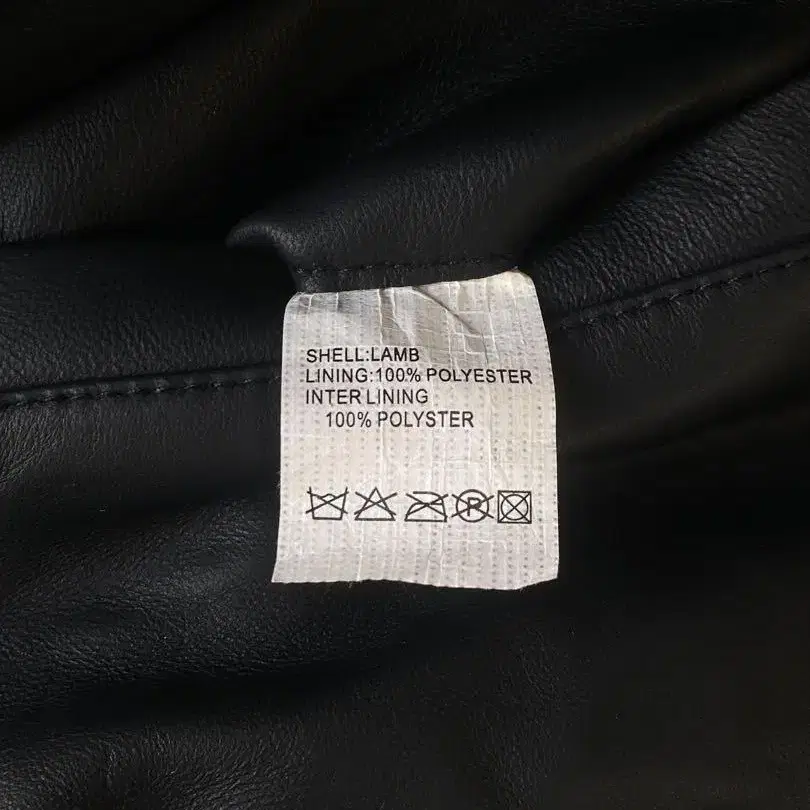 SHELL:LAMB
LINING:100% POLYESTER
INTER LINING
100% POLYSTER
P